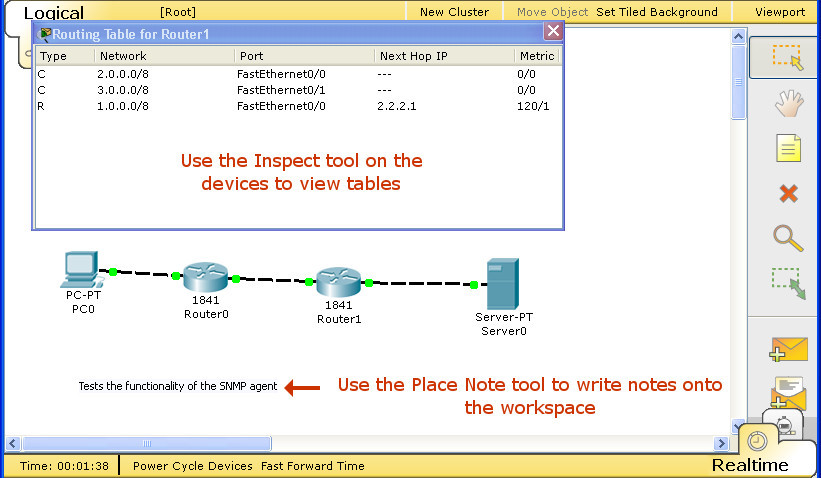 Logical [Root] New Cluster Move Object Set Tiled Background Viewport
Routing Table for Router1
Type Network Port Next Hop IP Metric
C 2.0.0.0/8 FastEthernet0/0 --- 0/0
C 3.0.0.0/8 FastEthernet0/1 --- 0/0
R 1.0.0.0/8 FastEthernet0/0 2.2.2.1 120/1
Use the Inspect tool on the
devices to view tables
PC-PT
PC0
1841
Router0
1841
Router1
Server-PT
Server0
Tests the functionality of the SNMP agent
Use the Place Note tool to write notes onto
the workspace
Time: 00:01:38 Power Cycle Devices Fast Forward Time Realtime